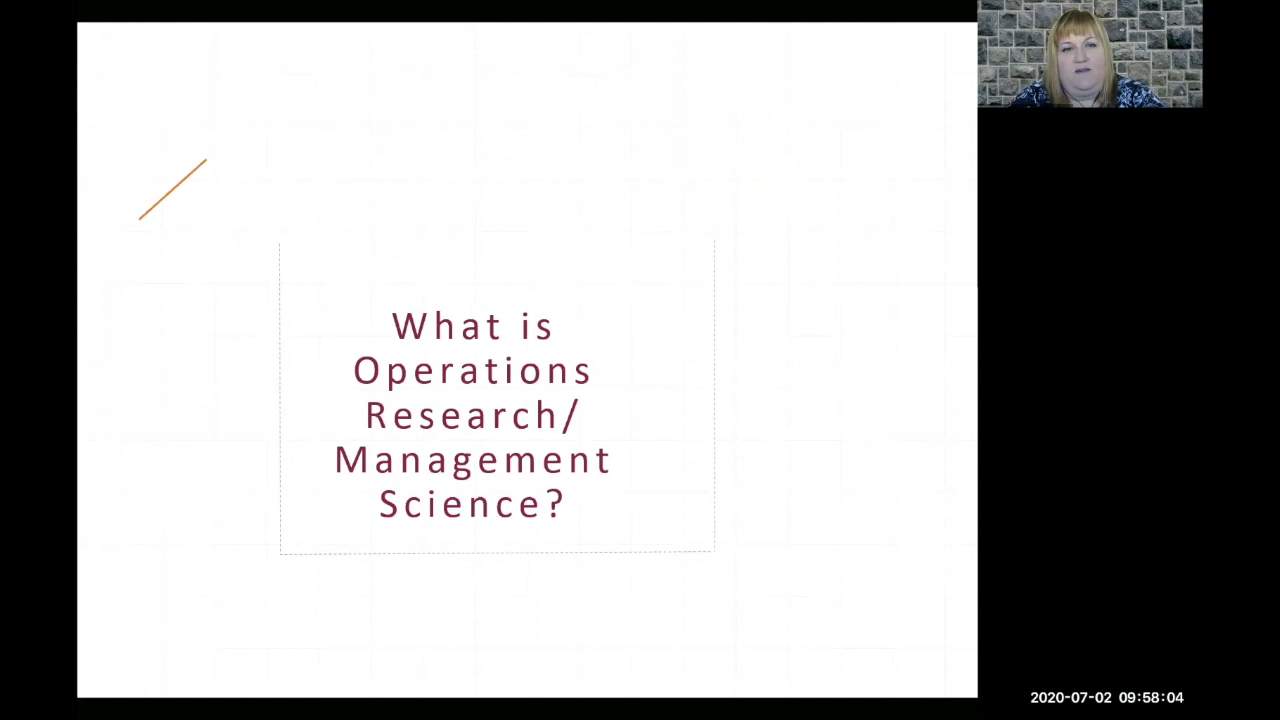 What is
Operations
Research/
Management
Science?
2020-07-02 09:58:04